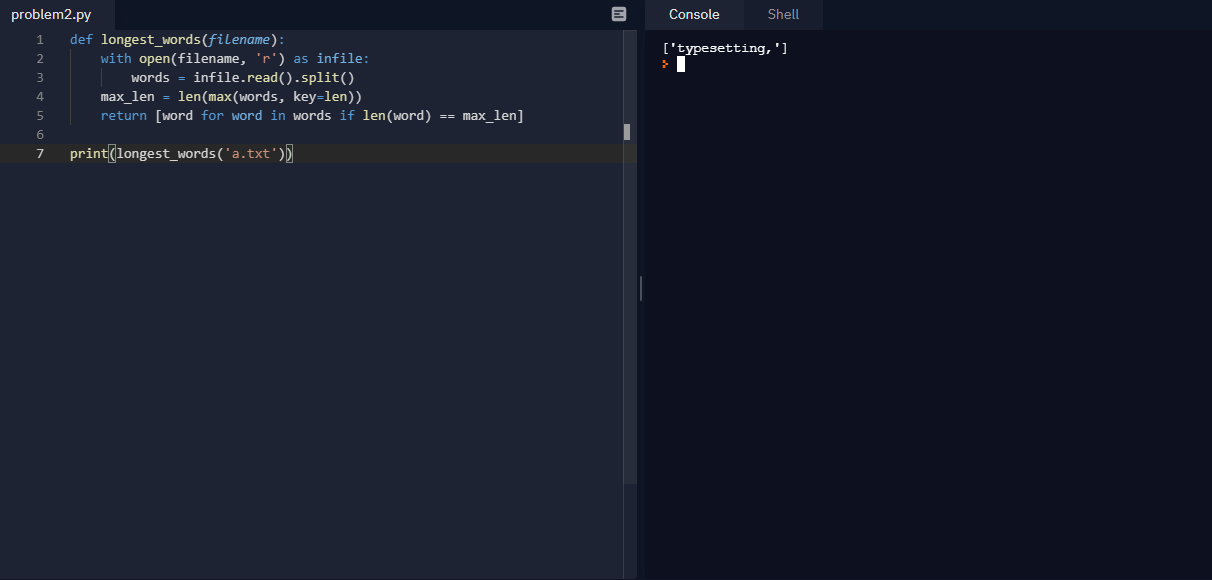 problem2.py
1 def longest_words(filename):
2     with open(filename, 'r') as infile:
3         words = infile.read().split()
4     max_len = len(max(words, key=len))
5     return [word for word in words if len(word) == max_len]
6
7 print(longest_words('a.txt'))
Console Shell
['typesetting,']